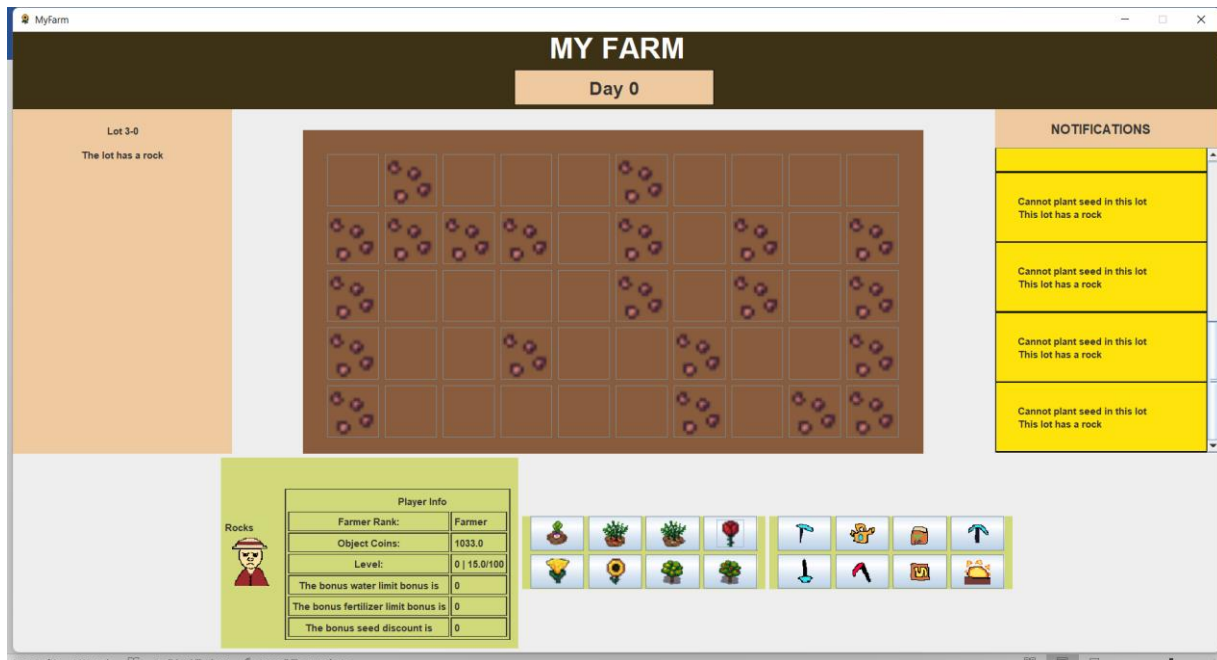 MyFarm
MY FARM
Day 0
Lot 3-0
The lot has a rock
NOTIFICATIONS
Cannot plant seed in this lot
This lot has a rock
Cannot plant seed in this lot
This lot has a rock
Cannot plant seed in this lot
This lot has a rock
Cannot plant seed in this lot
This lot has a rock
Rocks
Player Info
Farmer Rank: Farmer
Object Coins: 1033.0
Level: 0 | 15.0/100
The bonus water limit bonus is 0
The bonus fertilizer limit bonus is 0
The bonus seed discount is 0